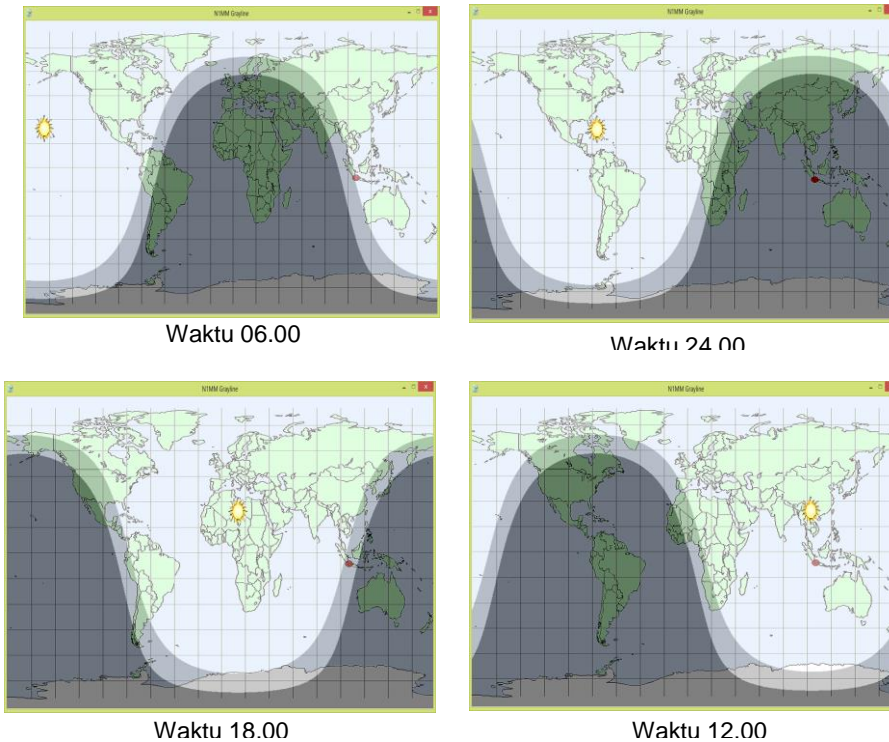 N1MM Grayline
N1MM Grayline
Waktu 06.00
Waktu 24.00
N1MM Grayline
N1MM Grayline
Waktu 18.00
Waktu 12.00